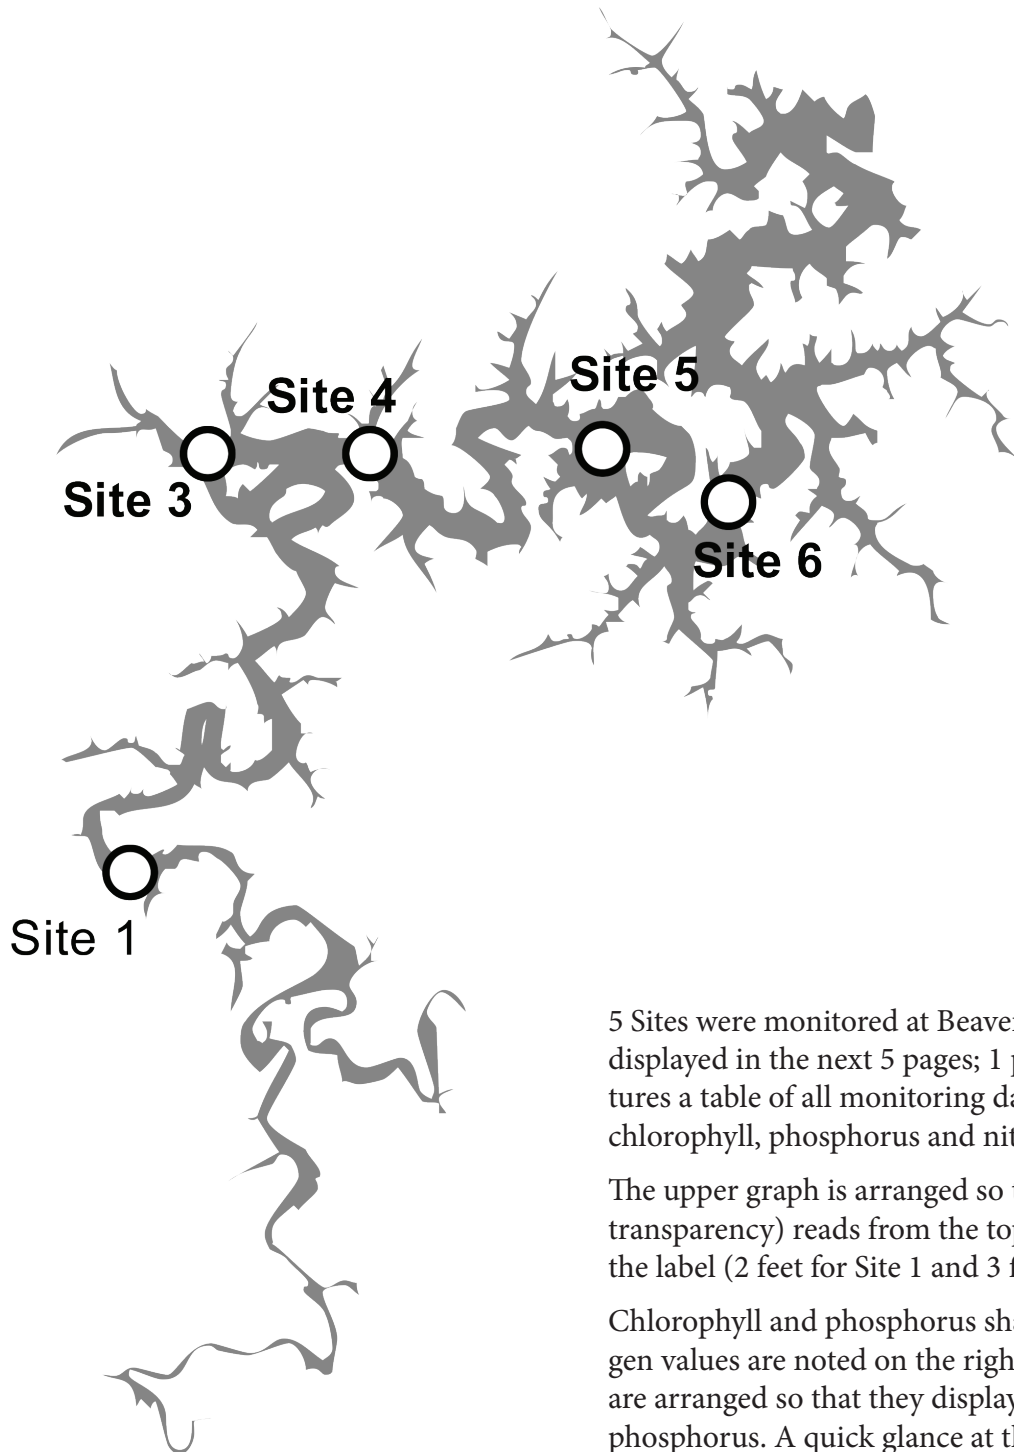 Site 5
Site 4
Site 3
Site 6
Site 1
5 Sites were monitored at Beaver
displayed in the next 5 pages; 1
tures a table of all monitoring
chlorophyll, phosphorus and
The upper graph is arranged so
transparency) reads from the
the label (2 feet for Site 1 and 3
Chlorophyll and phosphorus
gen values are noted on the
are arranged so that they
phosphorus. A quick glance at